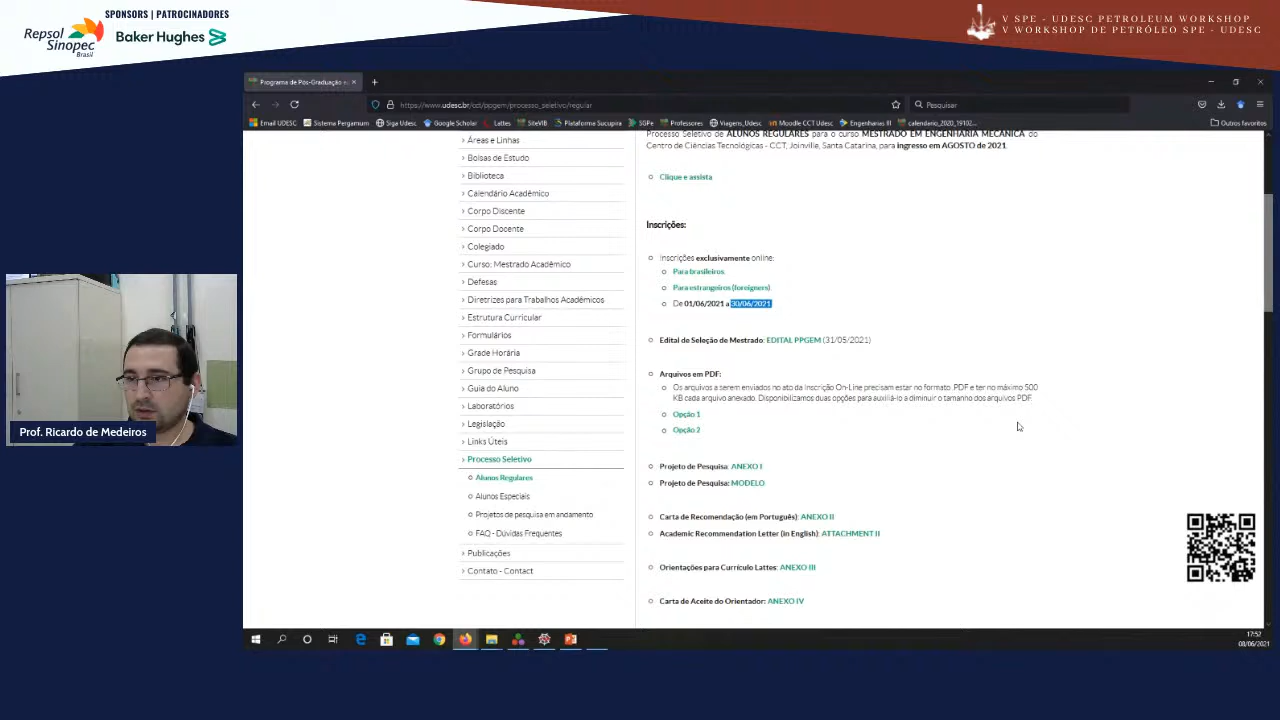 SPONSORS | PATROCINADORES
Repsol
Sinopec
Brasil
Baker Hughes
V SPE - UDESC PETROLEUM WORKSHOP
V WORKSHOP DE PETRÓLEO SPE - UDESC
Programa de Pós-Graduação
https://www.udesc.br/cct/ppgem/processo_seletivo/regular
Pesquisar
Email UDESC
Sistema Pergamum
Siga Udesc
Google Scholar
Lattes
SiteVIB
Plataforma Sucupira
SGPe
Professores
Viagens_Udesc
Moodle CCT Udesc
Engenharias III
calendario_2020_19102...
Outros favoritos
Áreas e Linhas
Bolsas de Estudo
Biblioteca
Calendário Acadêmico
Corpo Discente
Corpo Docente
Colegiado
Curso: Mestrado Acadêmico
Defesas
Diretrizes para Trabalhos Acadêmicos
Estrutura Curricular
Formulários
Grade Horária
Grupo de Pesquisa
Guia do Aluno
Laboratórios
Legislação
Links Úteis
Processo Seletivo
Alunos Regulares
Alunos Especiais
Projetos de pesquisa em andamento
FAQ - Dúvidas Frequentes
Publicações
Contato - Contact
Processo Seletivo de ALUNOS REGULARES para o curso MESTRADO EM ENGENHARIA MECÂNICA do
Centro de Ciências Tecnológicas - CCT, Joinville, Santa Catarina, para ingresso em AGOSTO de 2021.
Clique e assista
Inscrições:
Inscrições exclusivamente online:
Para brasileiros
Para estrangeiros (foreigners)
De 01/06/2021 a 30/06/2021
Edital de Seleção de Mestrado: EDITAL PPGEM (31/05/2021)
Arquivos em PDF:
Os arquivos a serem enviados no ato da Inscrição On-Line precisam estar no formato .PDF e ter no máximo 500
KB cada arquivo anexado. Disponibilizamos duas opções para auxiliá-lo a diminuir o tamanho dos arquivos PDF.
Opção 1
Opção 2
Projeto de Pesquisa: ANEXO I
Projeto de Pesquisa: MODELO
Carta de Recomendação (em Português): ANEXO II
Academic Recommendation Letter (in English): ATTACHMENT II
Orientações para Currículo Lattes: ANEXO III
Carta de Aceite do Orientador: ANEXO IV
Prof. Ricardo de Medeiros
17:52
08/06/2021